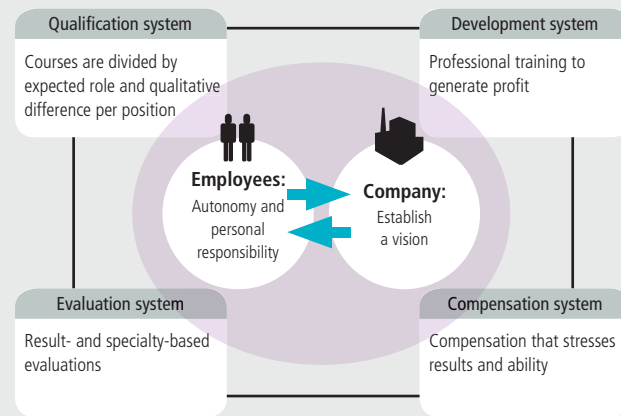 Qualification system
Courses are divided by
expected role and qualitative
difference per position
Development system
Professional training to
generate profit
Employees:
Autonomy and
personal
responsibility
Company:
Establish
a vision
Evaluation system
Result- and specialty-based
evaluations
Compensation system
Compensation that stresses
results and ability